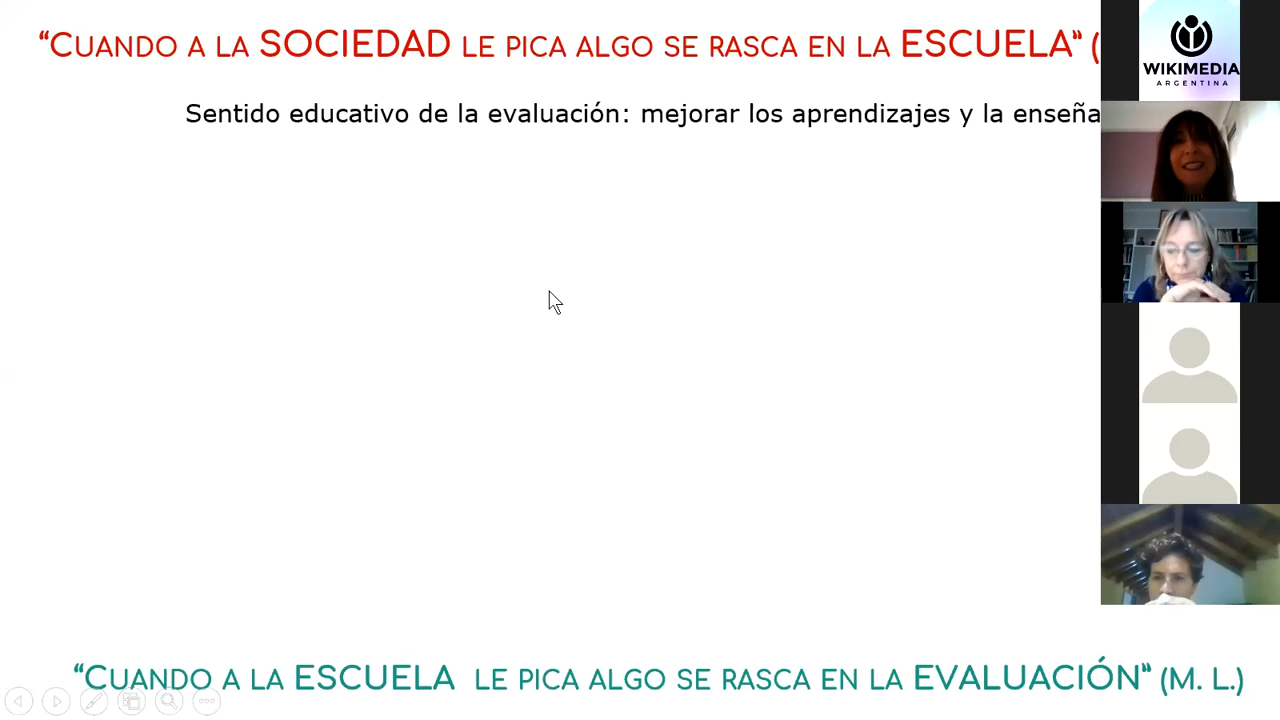 “CUANDO A LA SOCIEDAD LE PICA ALGO SE RASCA EN LA ESCUELA” (
Sentido educativo de la evaluación: mejorar los aprendizajes y la enseña
WIKIMEDIA
ARGENTINA
“CUANDO A LA ESCUELA LE PICA ALGO SE RASCA EN LA EVALUACIÓN” (M. L.)